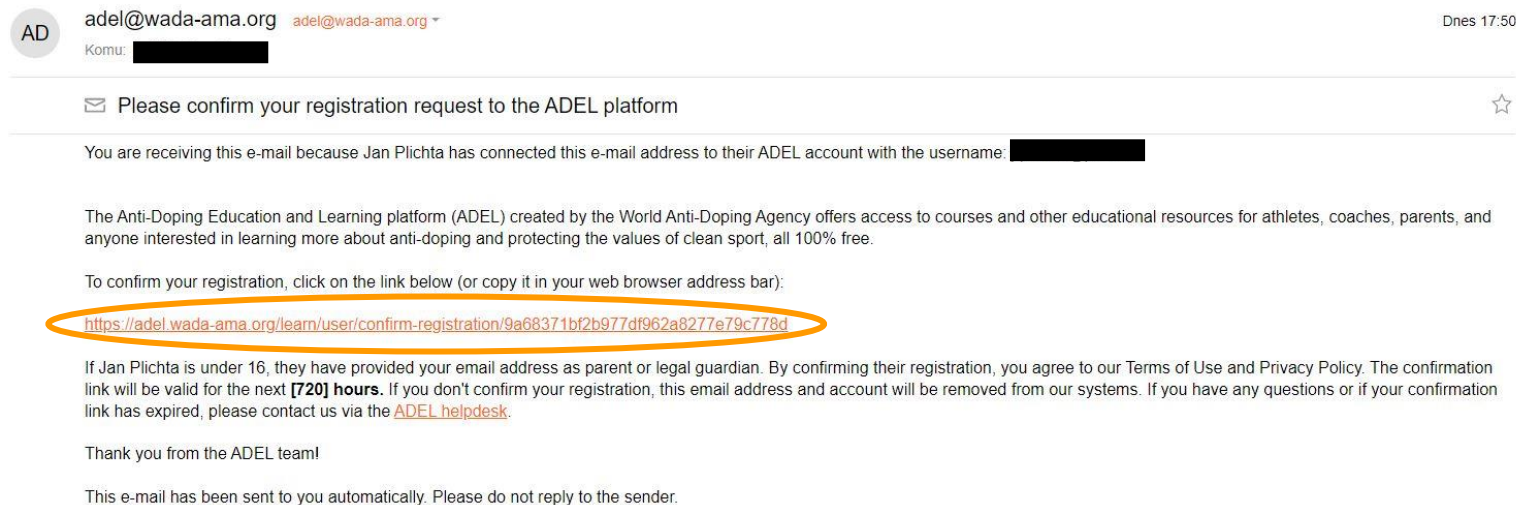 AD
adel@wada-ama.org adel@wada-ama.org
Dnes 17:50
Komu:
Please confirm your registration request to the ADEL platform
You are receiving this e-mail because Jan Plichta has connected this e-mail address to their ADEL account with the username:
The Anti-Doping Education and Learning platform (ADEL) created by the World Anti-Doping Agency offers access to courses and other educational resources for athletes, coaches, parents, and
anyone interested in learning more about anti-doping and protecting the values of clean sport, all 100% free.
To confirm your registration, click on the link below (or copy it in your web browser address bar):
https://adel.wada-ama.org/learn/user/confirm-registration/9a68371bf2b977df962a8277e79c778d
If Jan Plichta is under 16, they have provided your email address as parent or legal guardian. By confirming their registration, you agree to our Terms of Use and Privacy Policy. The confirmation
link will be valid for the next [720] hours. If you don't confirm your registration, this email address and account will be removed from our systems. If you have any questions or if your confirmation
link has expired, please contact us via the ADEL helpdesk.
Thank you from the ADEL team!
This e-mail has been sent to you automatically. Please do not reply to the sender.